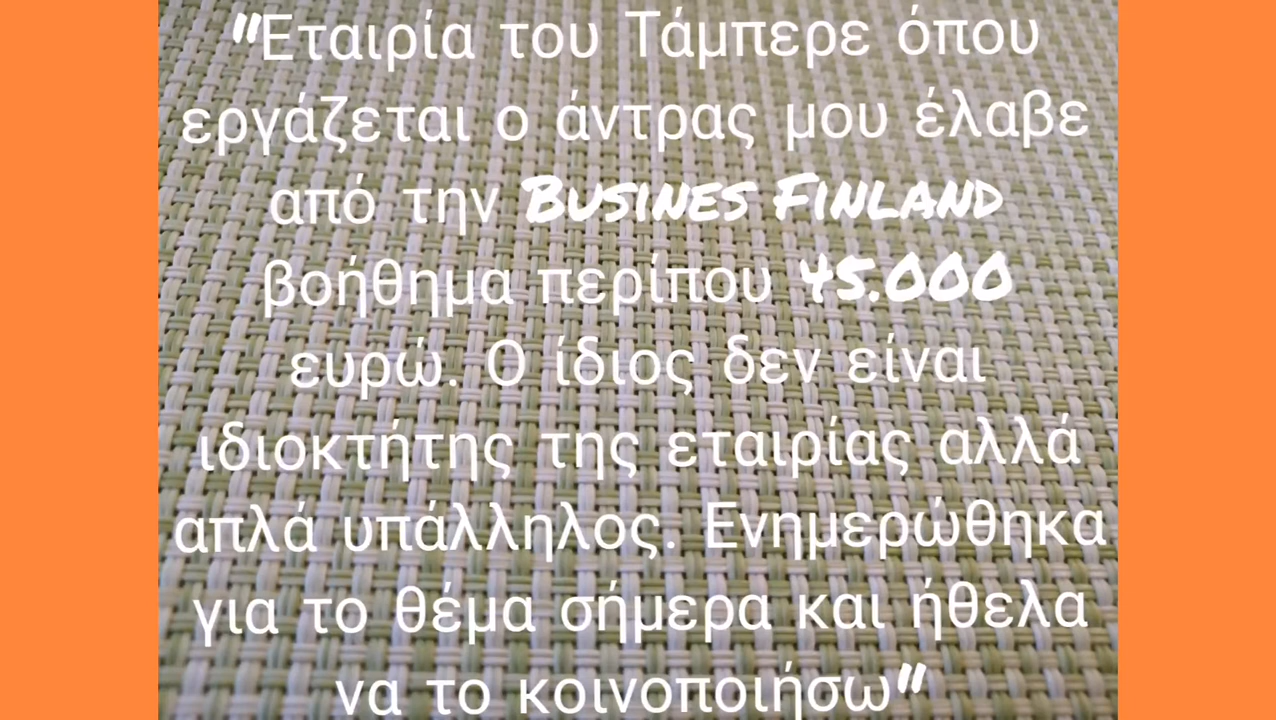 "Εταιρία του Τάμπερε όπου
εργάζεται ο άντρας μου έλαβε
από την BUSINES FINLAND
βοήθημα περίπου 45.000
ευρώ. Ο ίδιος δεν είναι
ιδιοκτήτης της εταιρίας αλλά
απλά υπάλληλος. Ενημερώθηκα
για το θέμα σήμερα και ήθελα
να το κοινοποιήσω"